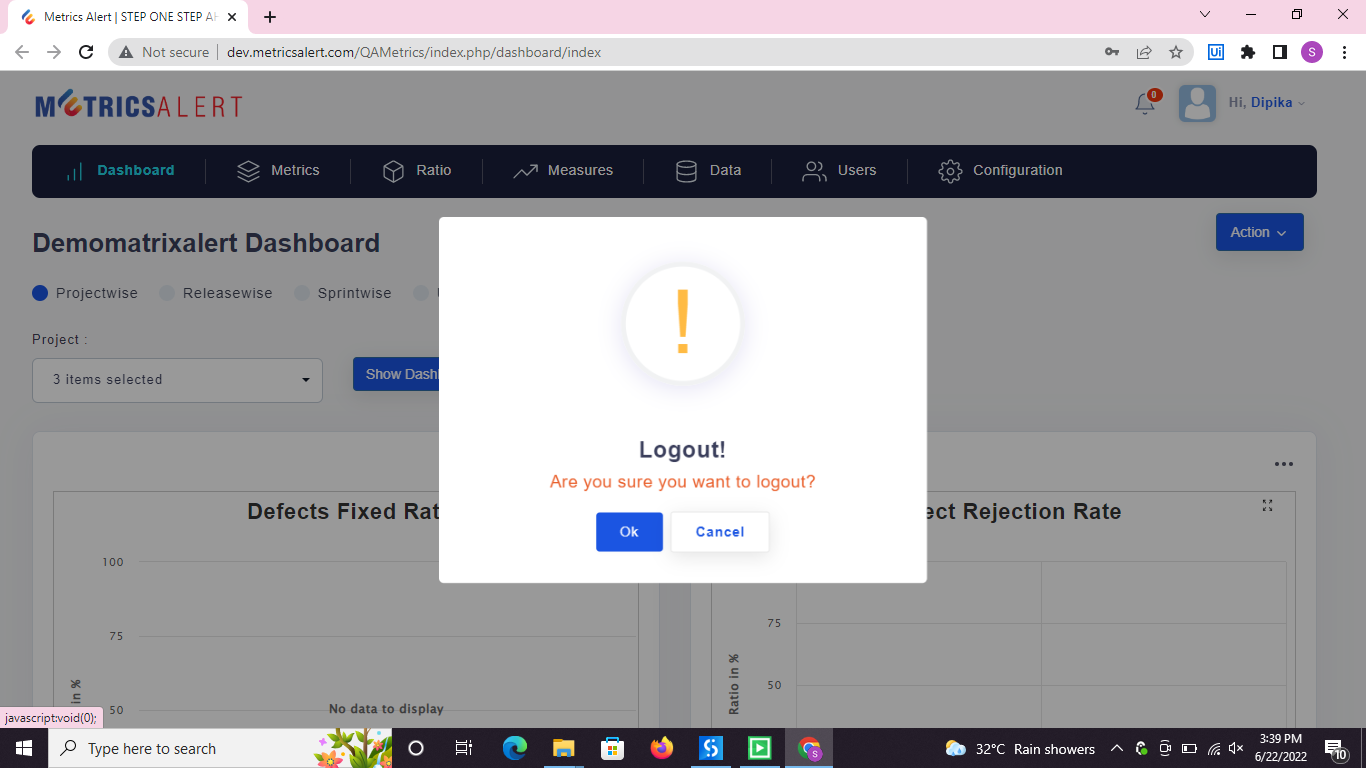 Metrics Alert | STEP ONE STEP AH
Not secure
dev.metricsalert.com/QAMetrics/index.php/dashboard/index
Ui
S
METRICSALERT
0
Hi, Dipika
Dashboard
Metrics
Ratio
Measures
Data
Users
Configuration
Demomatrixalert Dashboard
Action
Projectwise
Releasewise
Sprintwise
Project :
3 items selected
Show Dash
!
Logout!
Are you sure you want to logout?
Ok
Cancel
Defects Fixed Rat
ect Rejection Rate
100
75
50
in %
No data to display
75
50
Ratio in %
javascript:void(0);
Type here to search
S
32°C Rain showers
3:39 PM
6/22/2022
10